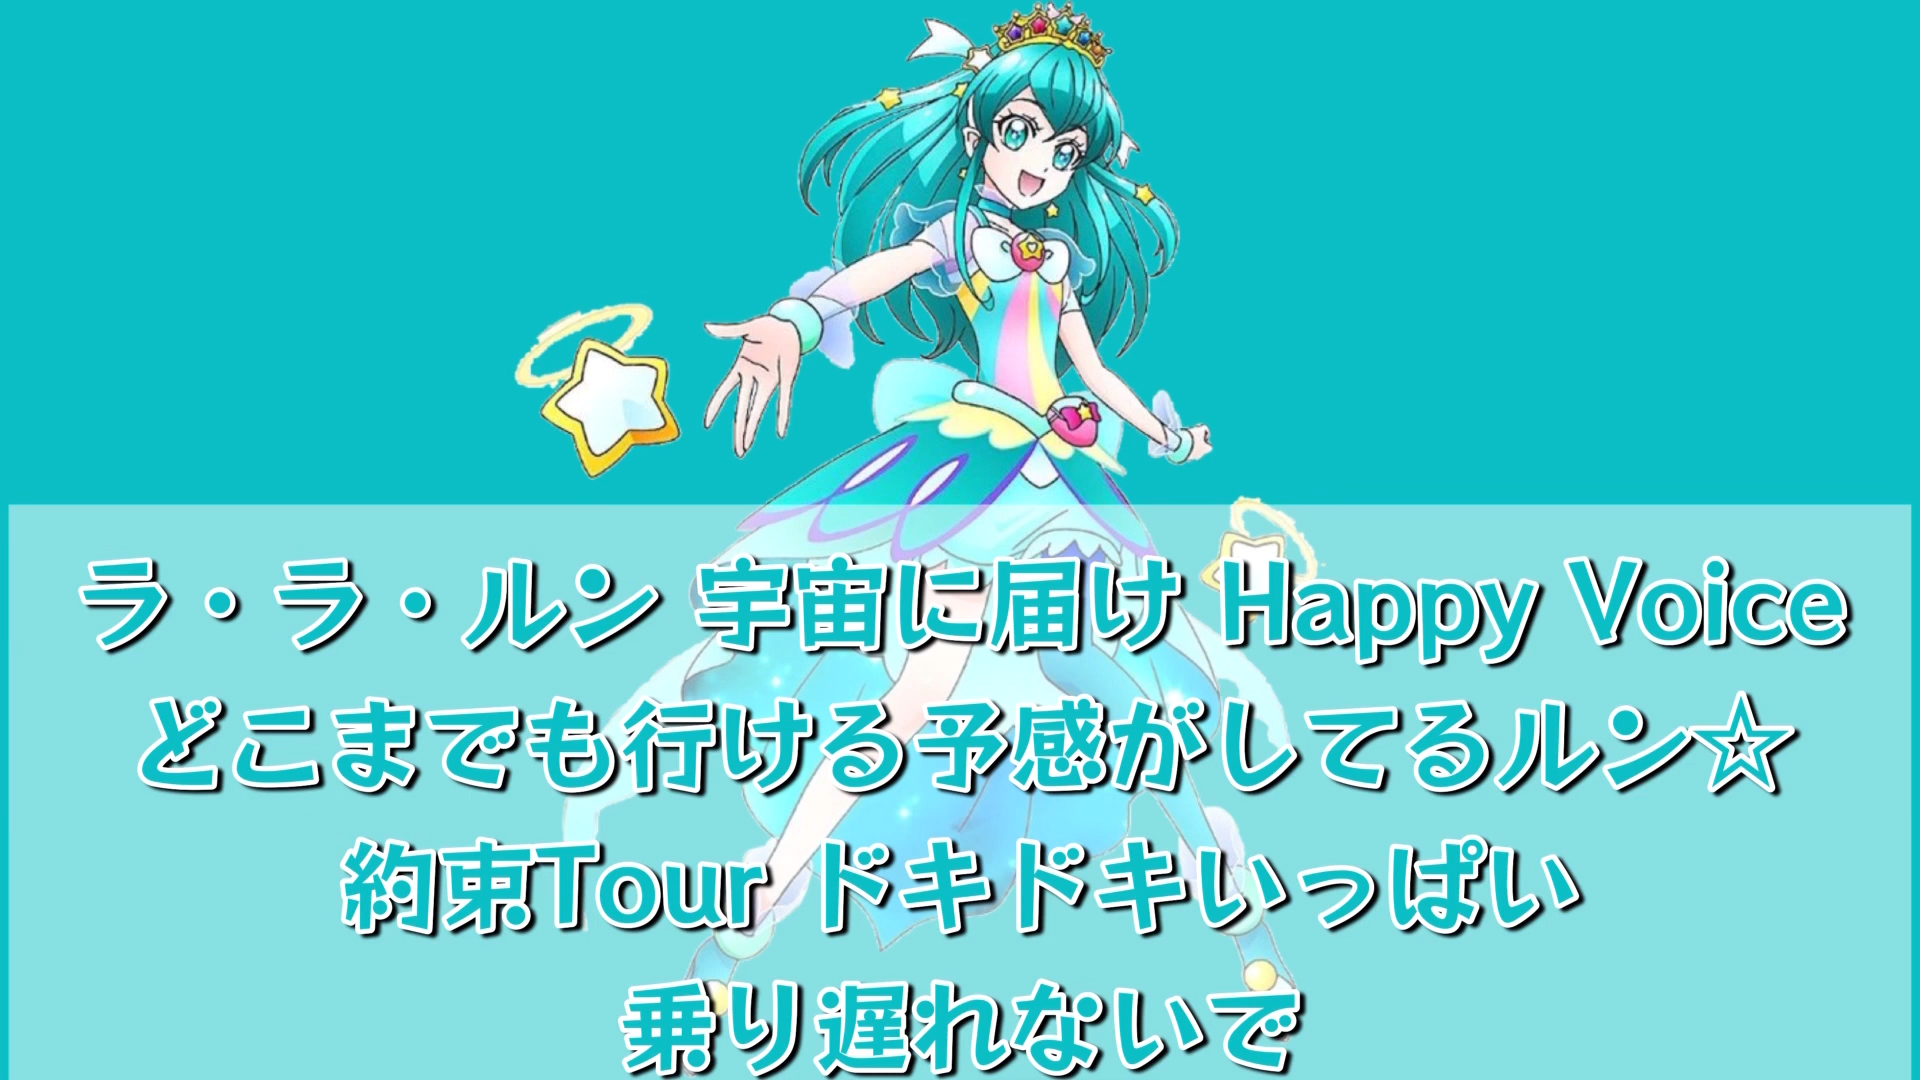 ラ・ラ・ルン 宇宙に届け Happy Voice
どこまでも行ける予感がしてるルン☆
約束Tour ドキドキいっぱい
乗り遅れないで